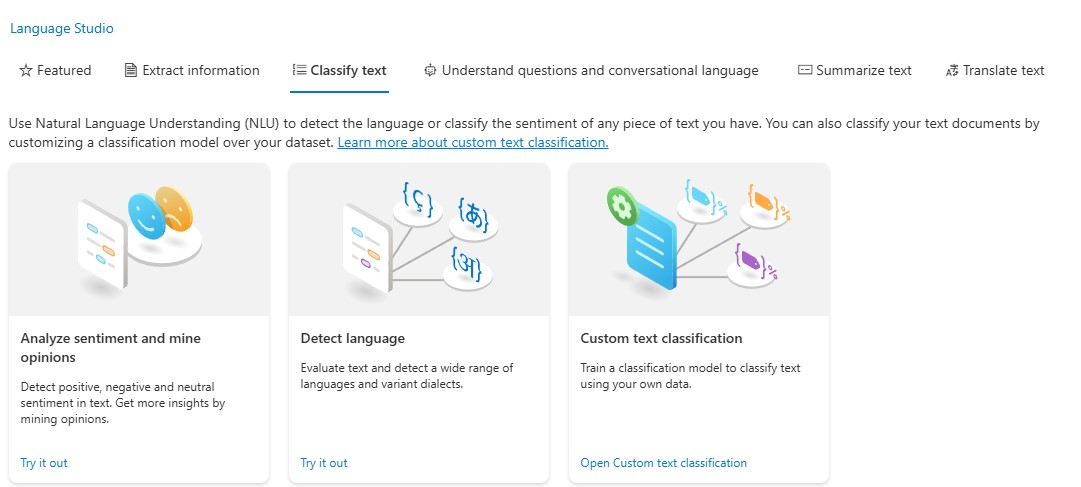 Language Studio
Featured
Extract information
Classify text
Understand questions and conversational language
Summarize text
Translate text
Use Natural Language Understanding (NLU) to detect the language or classify the sentiment of any piece of text you have. You can also classify your text documents by
customizing a classification model over your dataset. Learn more about custom text classification.
{ç}
{あ}
{अ}
%
%
%
Analyze sentiment and mine
opinions
Detect positive, negative and neutral
sentiment in text. Get more insights by
mining opinions.
Try it out
Detect language
Evaluate text and detect a wide range of
languages and variant dialects.
Try it out
Custom text classification
Train a classification model to classify text
using your own data.
Open Custom text classification